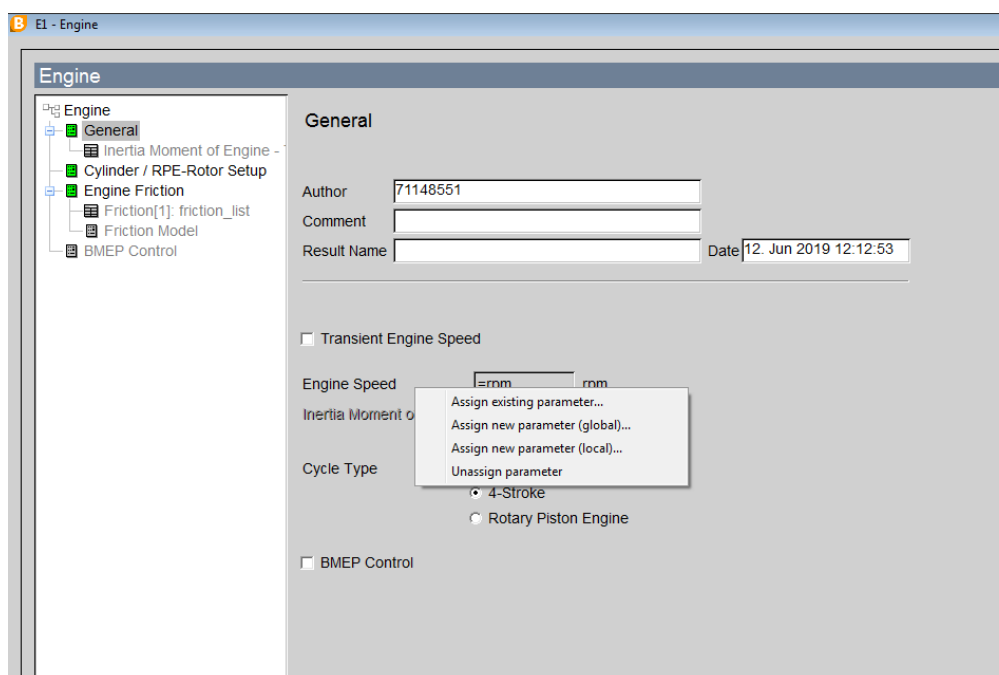 B E1 - Engine
Engine
Engine
General
Inertia Moment of Engine -
Cylinder / RPE-Rotor Setup
Engine Friction
Friction[1]: friction_list
Friction Model
BMEP Control
General
Author 71148551
Comment
Result Name Date 12. Jun 2019 12:12:53
Transient Engine Speed
Engine Speed =rpm rpm
Inertia Moment o
Assign existing parameter...
Assign new parameter (global)...
Assign new parameter (local)...
Unassign parameter
Cycle Type
4-Stroke
Rotary Piston Engine
BMEP Control